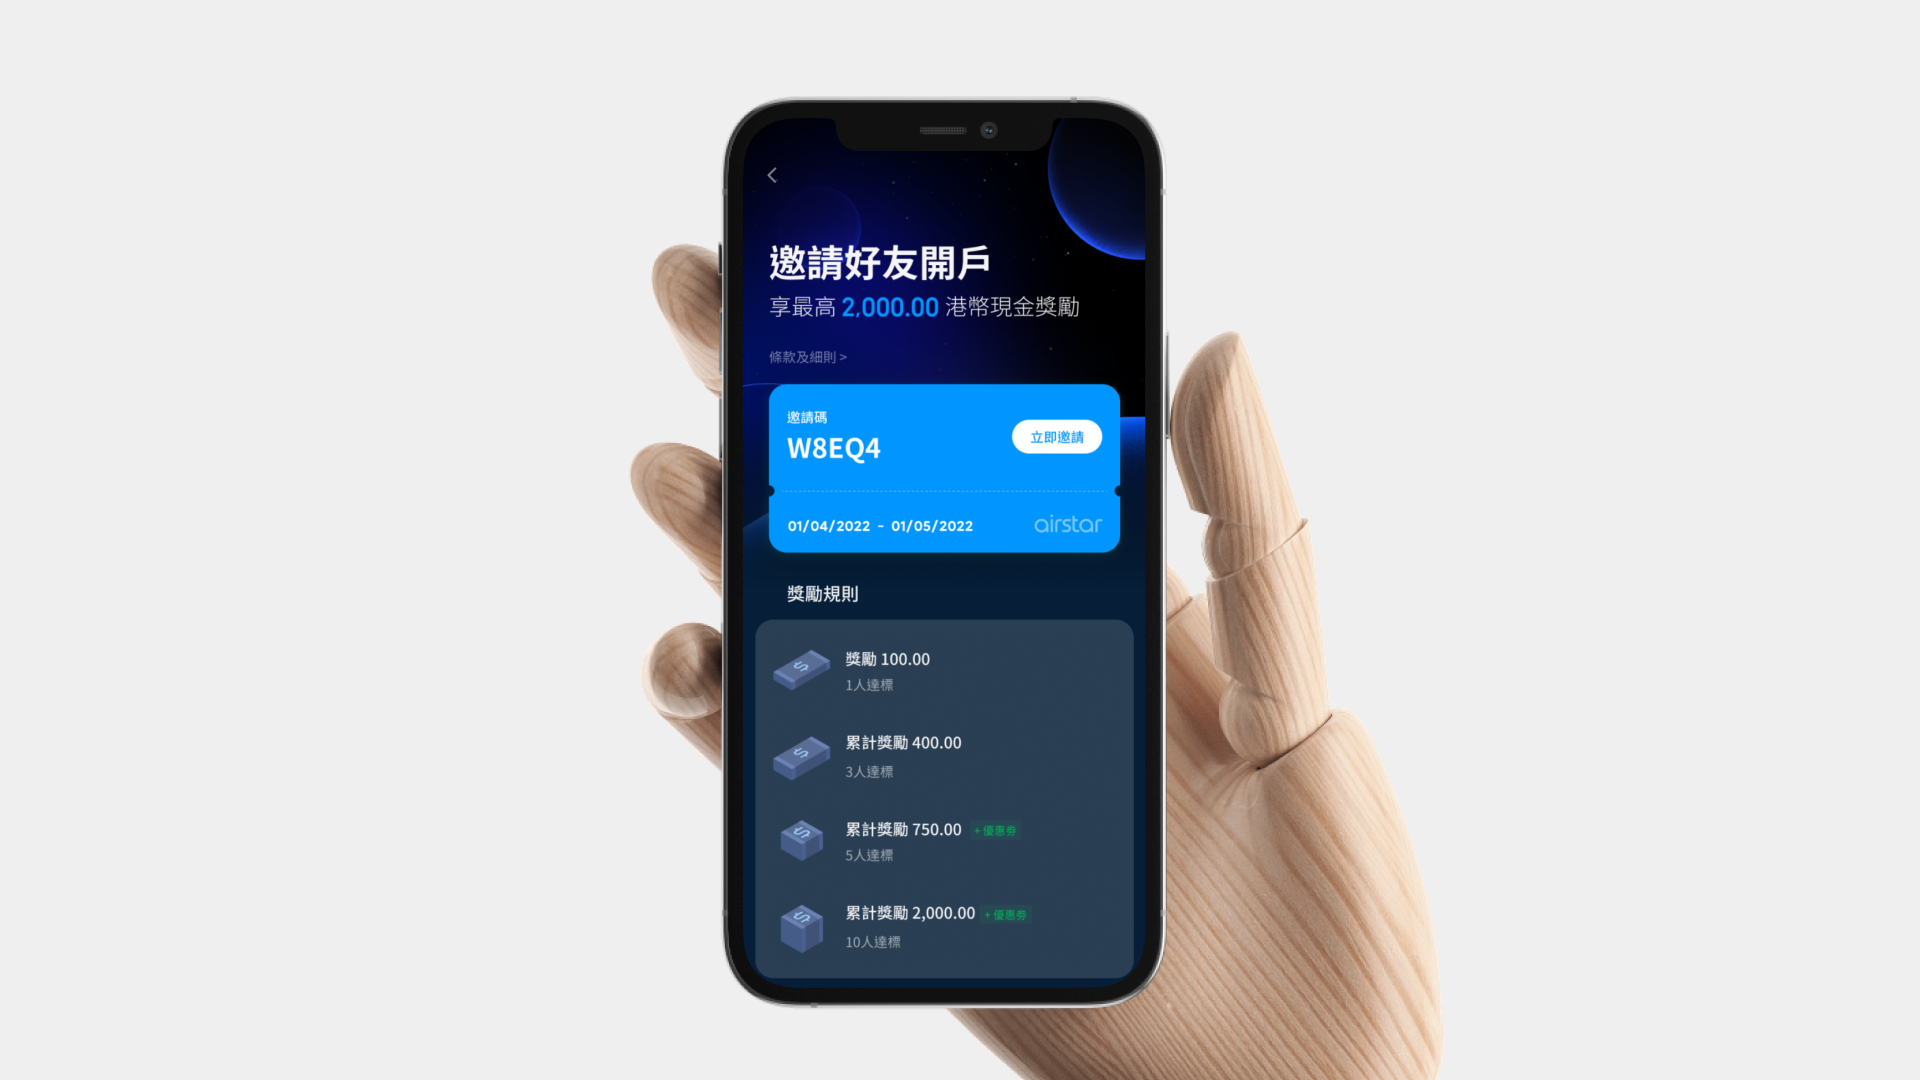 邀請好友開戶
享最高 2,000.00 港幣現金獎勵
條款及細則 >
邀請碼
W8EQ4
立即邀請
01/04/2022 - 01/05/2022
airstar
獎勵規則
獎勵 100.00
1人達標
累計獎勵 400.00
3人達標
累計獎勵 750.00 + 優惠劵
5人達標
累計獎勵 2,000.00 + 優惠劵
10人達標